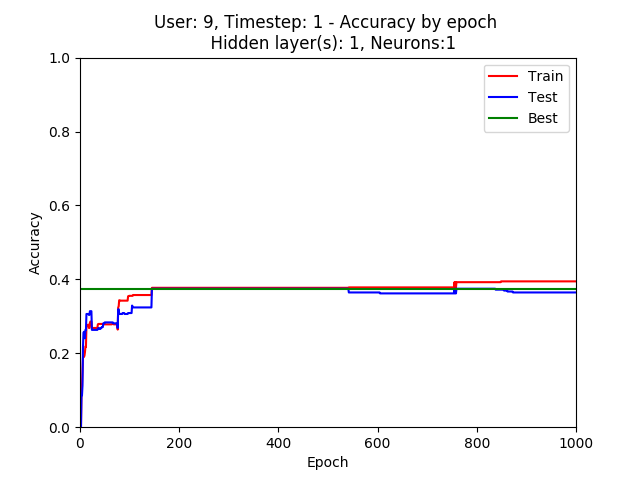 User: 9, Timestep: 1 - Accuracy by epoch
Hidden layer(s): 1, Neurons:1
1.0
0.8
0.6
0.4
0.2
0.0
Accuracy
Train
Test
Best
0 200 400 600 800 1000
Epoch